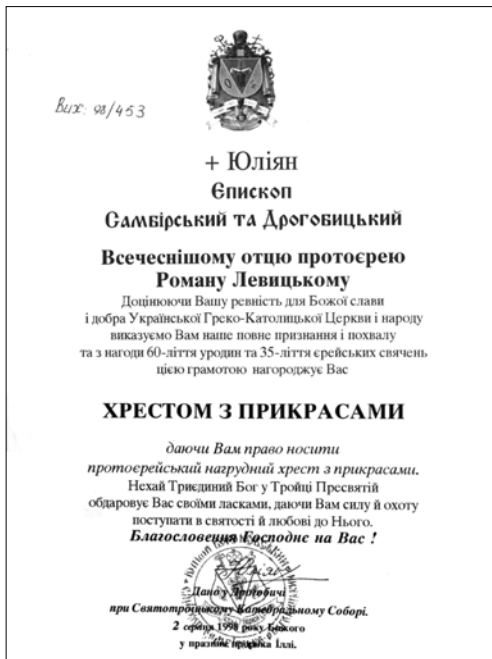 Вих: 98/453
+ Юліян
Єпископ
Самбірський та Дрогобицький
Всечеснішому отцю протоєрею
Роману Левицькому
Доцінюючи Вашу ревність для Божої слави
і добра Української Греко-Католицької Церкви і народу
виказуємо Вам наше повне признання і похвалу
та з нагоди 60-ліття уродин та 35-ліття єрейських свячень
цією грамотою нагороджує Вас
ХРЕСТОМ З ПРИКРАСАМИ
даючи Вам право носити
протоєрейський нагрудний хрест з прикрасами.
Нехай Триєдиний Бог у Тройці Пресвятій
обдаровує Вас своїми ласками, даючи Вам силу й охоту
поступати в святості й любові до Нього.
Благословення Господнє на Вас !
Дано у Дрогобичі
при Святотроїцькому Катедральному Соборі.
2 серпня 1998 року Божого
у празник пророка Іллі.